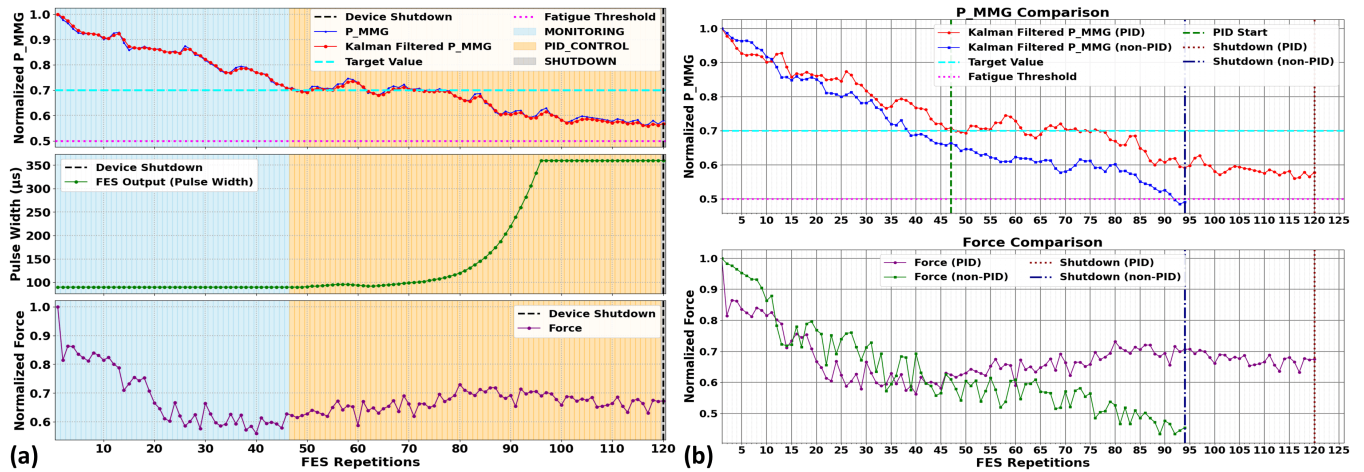 Normalized P_MMG
1.0
0.9
0.8
0.7
0.6
0.5
Device Shutdown
P_MMG
Kalman Filtered P_MMG
Target Value
Fatigue Threshold
MONITORING
PID_CONTROL
SHUTDOWN
Pulse Width (µs)
350
300
250
200
150
100
Device Shutdown
FES Output (Pulse Width)
Normalized Force
1.0
0.9
0.8
0.7
0.6
Device Shutdown
Force
10 20 30 40 50 60 70 80 90 100 110 120
FES Repetitions
(a)
P_MMG Comparison
Normalized P_MMG
1.0
0.9
0.8
0.7
0.6
0.5
Kalman Filtered P_MMG (PID)
Kalman Filtered P_MMG (non-PID)
Target Value
Fatigue Threshold
PID Start
Shutdown (PID)
Shutdown (non-PID)
5 10 15 20 25 30 35 40 45 50 55 60 65 70 75 80 85 90 95 100 105 110 115 120 125
Force Comparison
Normalized Force
1.0
0.9
0.8
0.7
0.6
0.5
Force (PID)
Force (non-PID)
Shutdown (PID)
Shutdown (non-PID)
5 10 15 20 25 30 35 40 45 50 55 60 65 70 75 80 85 90 95 100 105 110 115 120 125
FES Repetitions
(b)